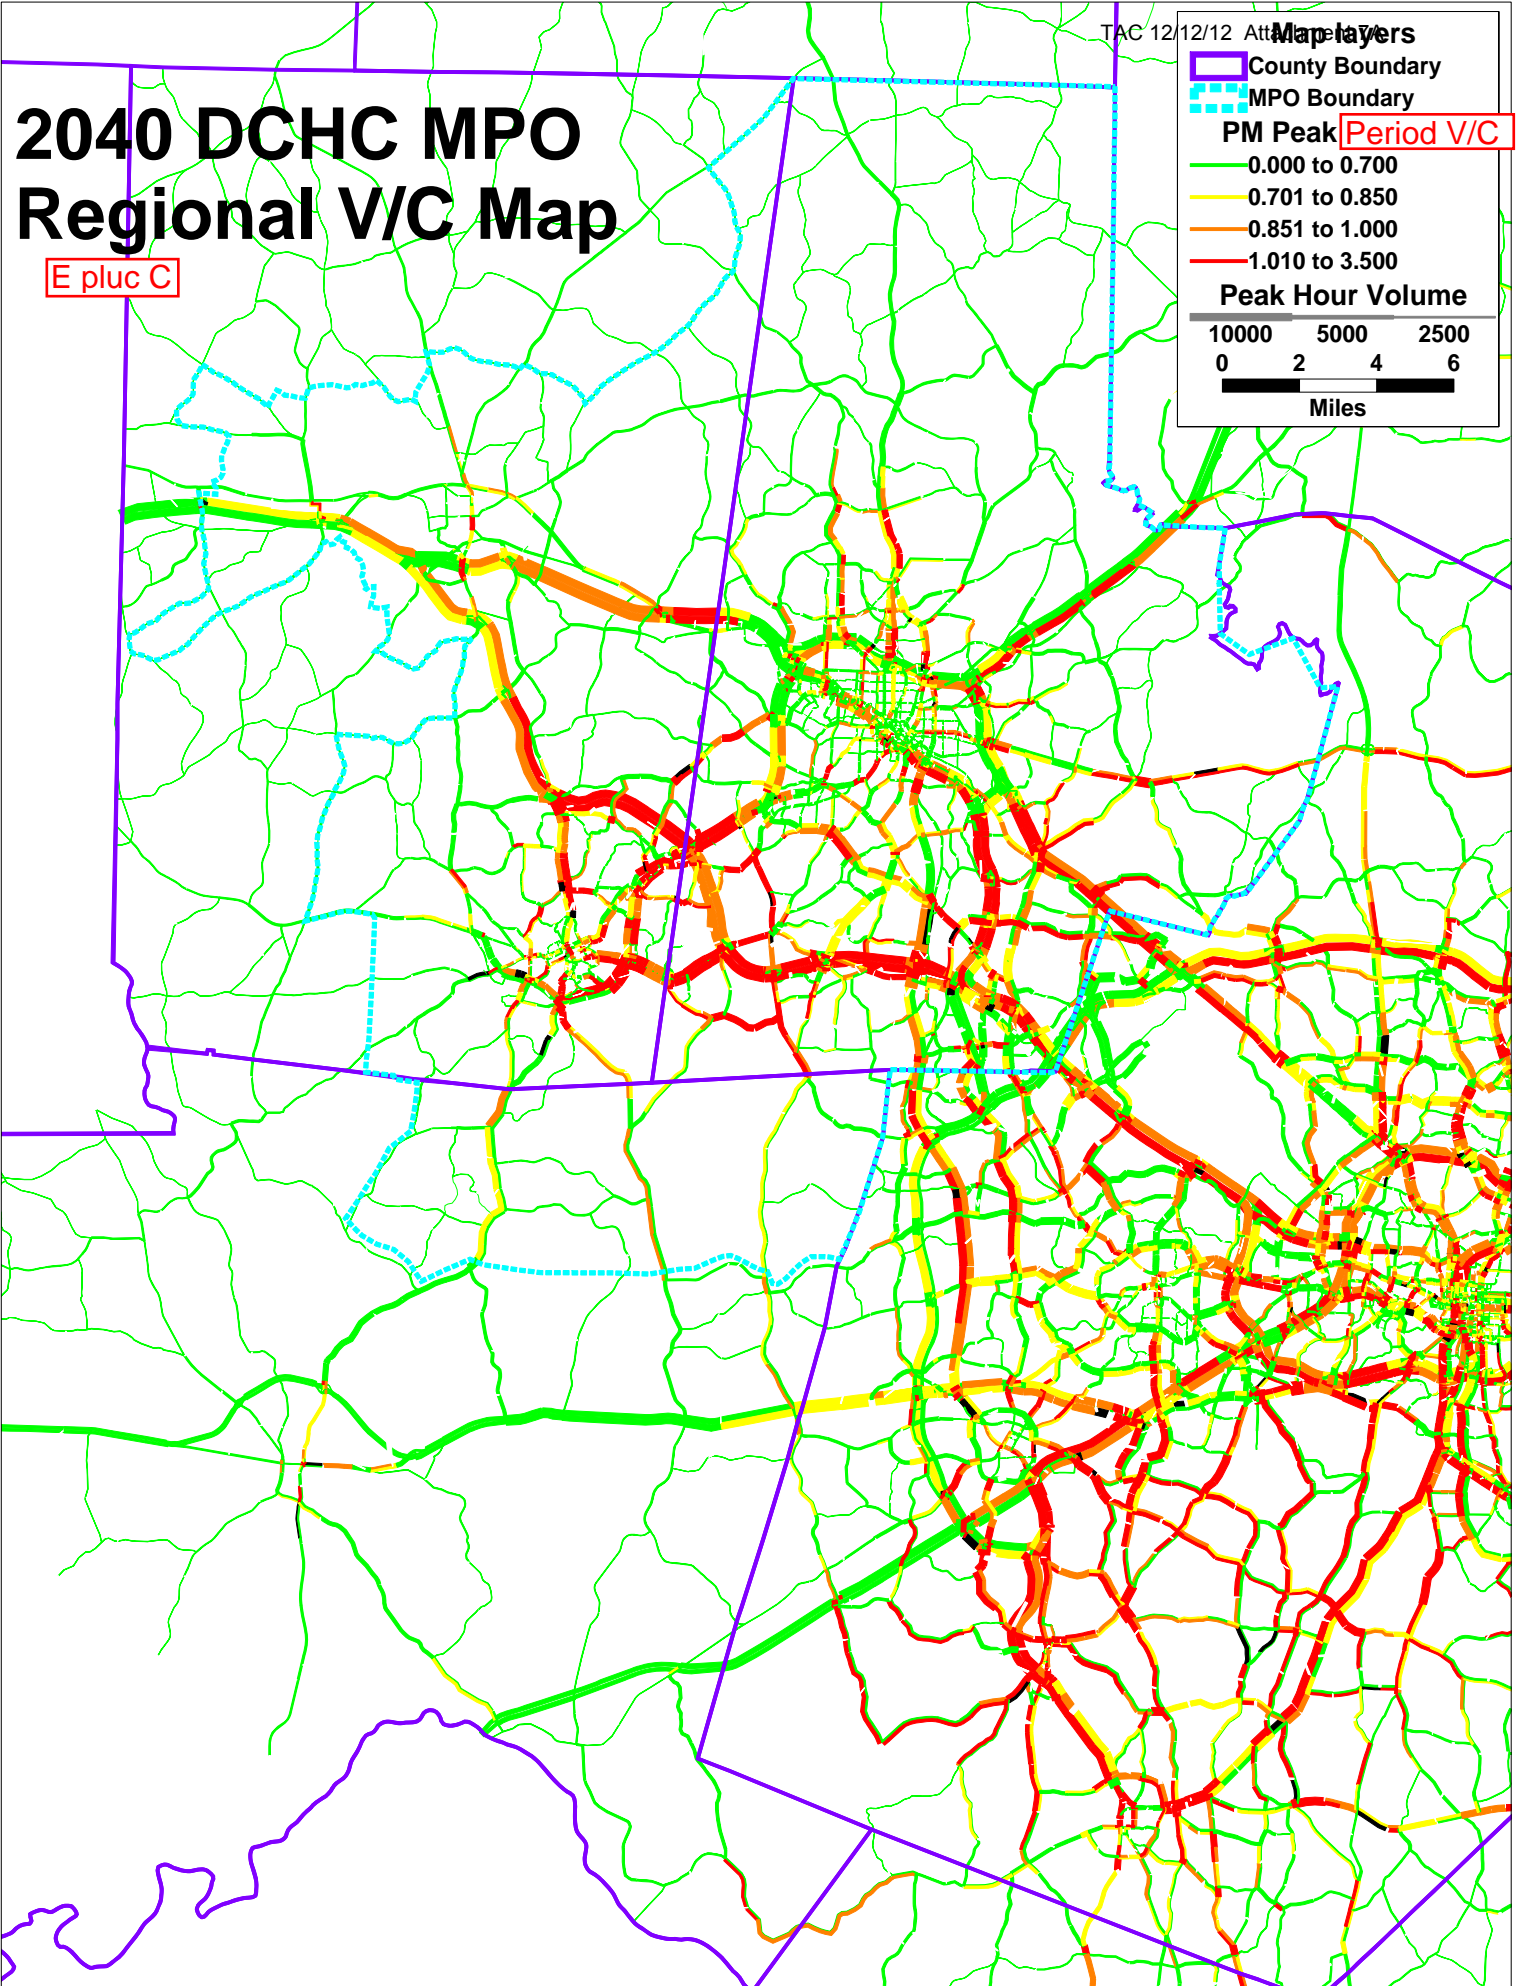 TAC 12/12/12 Attachment 7A
Map layers
County Boundary
MPO Boundary
PM Peak Period V/C
0.000 to 0.700
0.701 to 0.850
0.851 to 1.000
1.010 to 3.500
Peak Hour Volume
10000 5000 2500
0 2 4 6
Miles
2040 DCHC MPO
Regional V/C Map
E pluc C